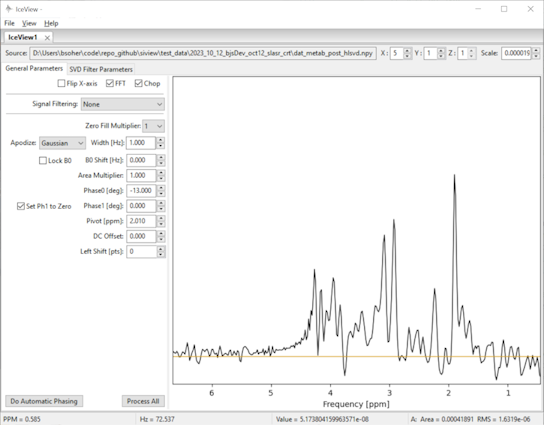 IceView -
File View Help
IceView1
Source: D:\Users\bsoher\code\repo_github\siview\test_data\2023_10_12_bjsDev_oct12_slasr_crt\dat_metab_post_hlsvd.npy X: 5 Y: 1 Z: 1 Scale: 0.000019
General Parameters SVD Filter Parameters
Flip X-axis FFT Chop
Signal Filtering: None
Zero Fill Multiplier: 1
Apodize: Gaussian Width [Hz]: 1.000
Lock B0 B0 Shift [Hz]: 0.000
Area Multiplier: 1.000
Phase0 [deg]: -13.000
Set Ph1 to Zero Phase1 [deg]: 0.000
Pivot [ppm]: 2.010
DC Offset: 0.000
Left Shift [pts]: 0
6 5 4 3 2 1
Frequency [ppm]
Do Automatic Phasing Process All
PPM = 0.585 Hz = 72.537 Value = 5.173804159963571e-08 A: Area = 0.00041891 RMS = 1.6319e-06